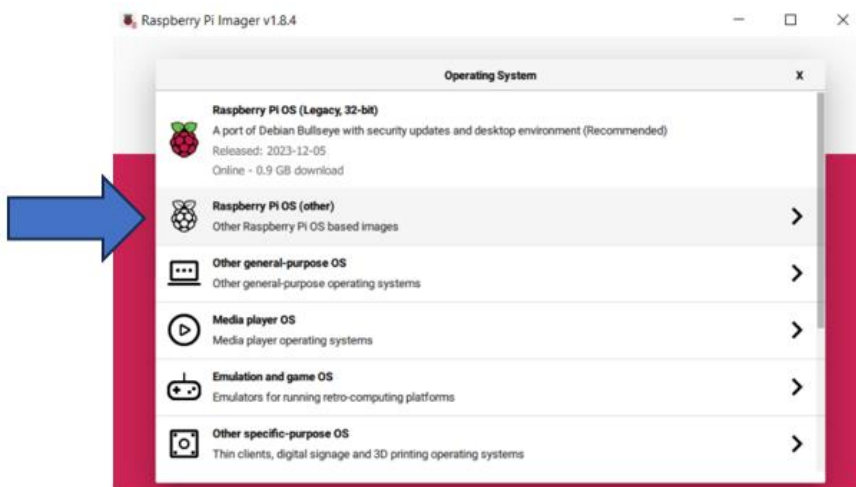 Raspberry Pi Imager v1.8.4
Operating System
X
Raspberry Pi OS (Legacy, 32-bit)
A port of Debian Bullseye with security updates and desktop environment (Recommended)
Released: 2023-12-05
Online - 0.9 GB download
Raspberry Pi OS (other)
Other Raspberry Pi OS based images
Other general-purpose OS
Other general-purpose operating systems
Media player OS
Media player operating systems
Emulation and game OS
Emulators for running retro-computing platforms
Other specific-purpose OS
Thin clients, digital signage and 3D printing operating systems